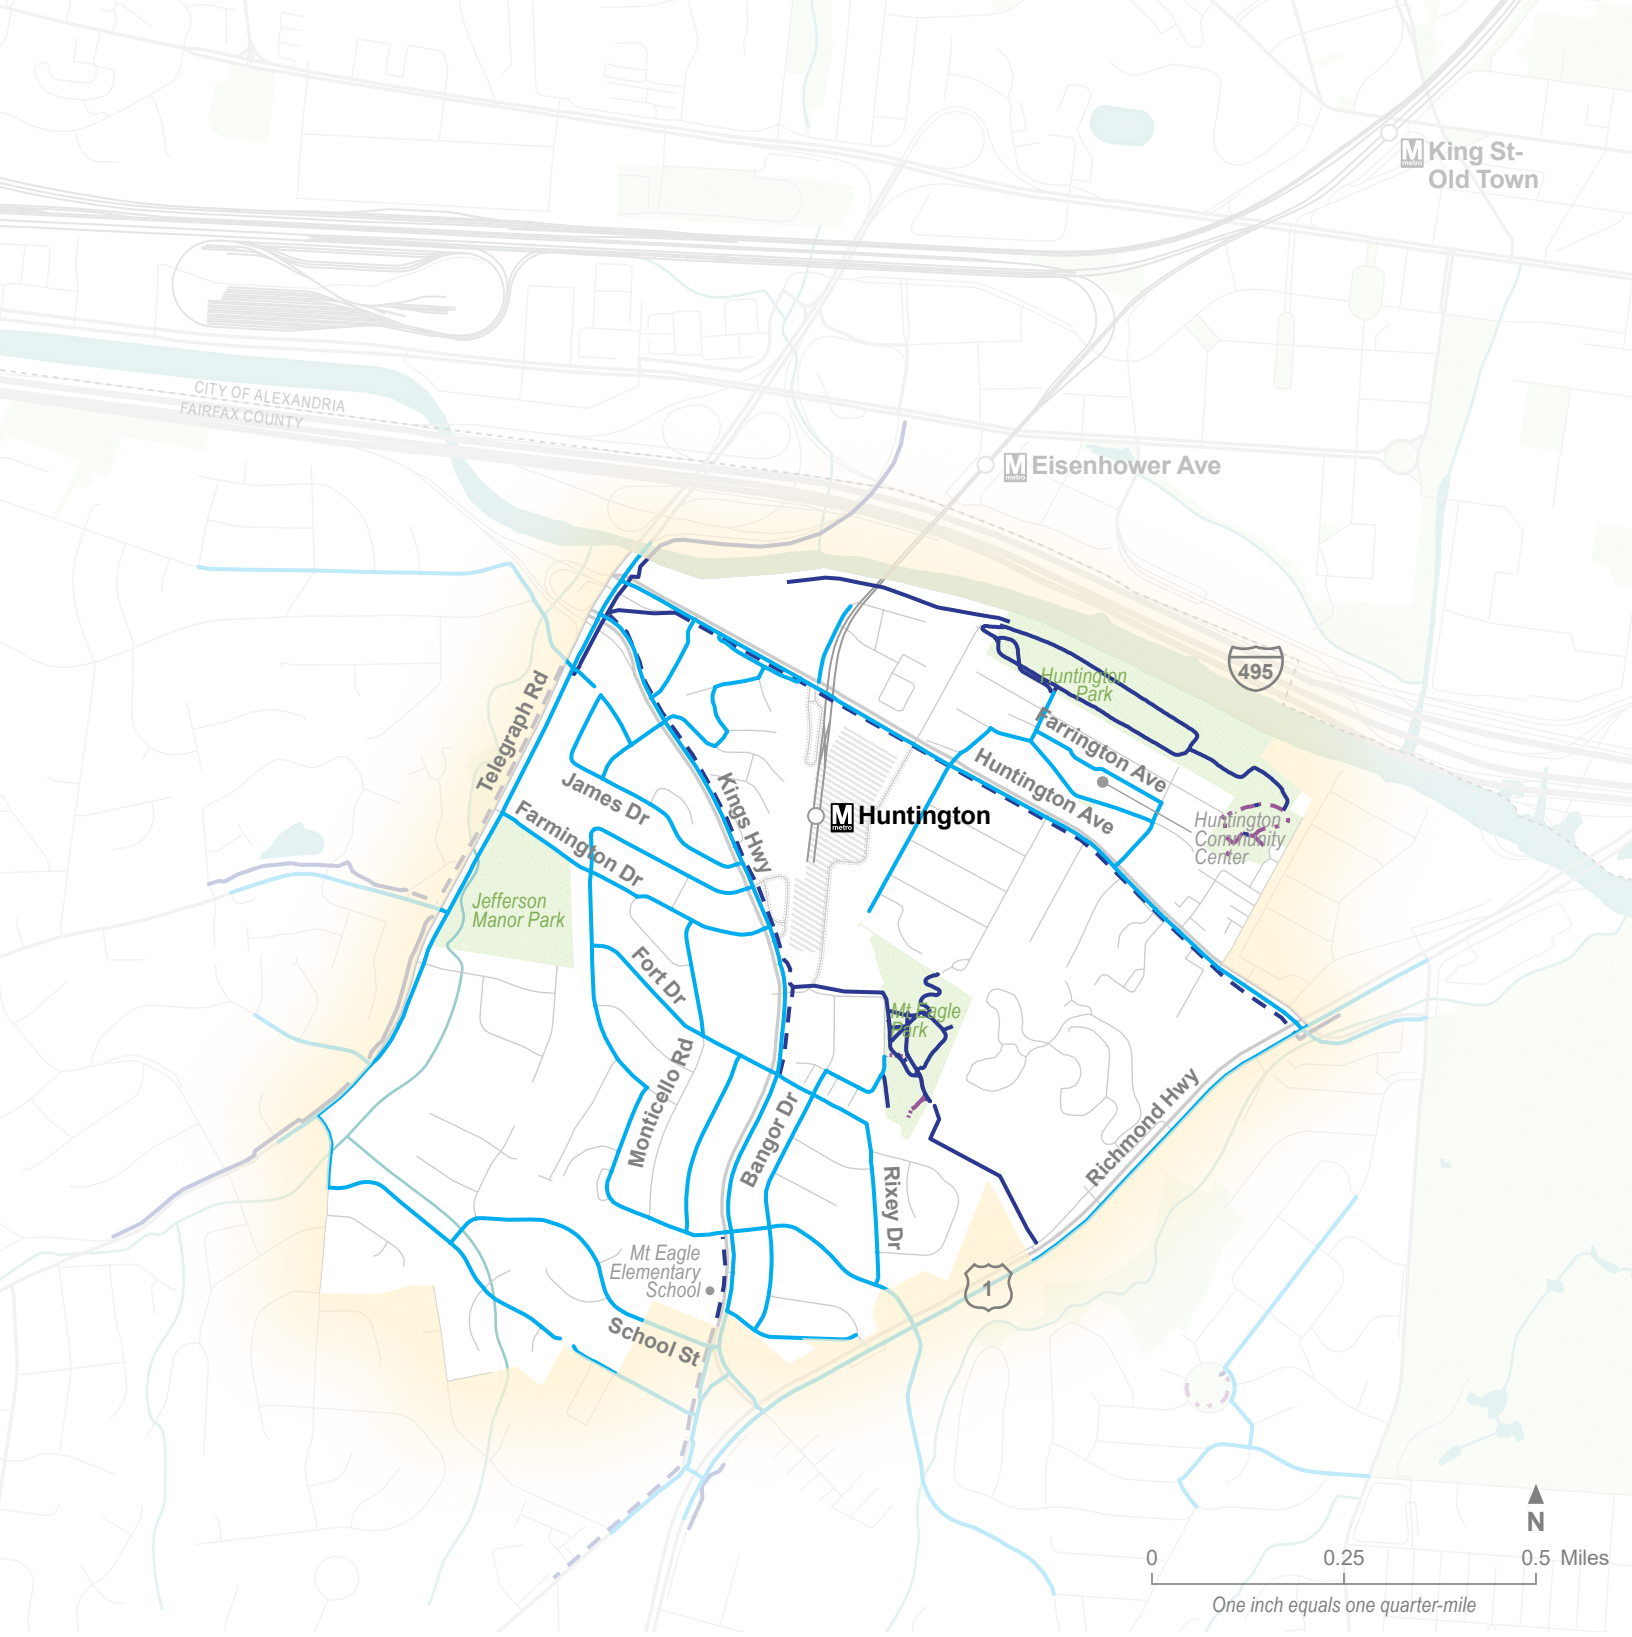 M
metro
King St-
Old Town
CITY OF ALEXANDRIA
FAIRFAX COUNTY
M
metro
Eisenhower Ave
495
Huntington
Park
Telegraph Rd
Farrington Ave
Huntington Ave
James Dr
Kings Hwy
M
metro
Huntington
Farmington Dr
Huntington
Community
Center
Jefferson
Manor Park
Fort Dr
Mt Eagle
Park
Monticello Rd
Bangor Dr
Richmond Hwy
Rixey Dr
Mt Eagle
Elementary
School
1
School St
N
0 0.25 0.5 Miles
One inch equals one quarter-mile